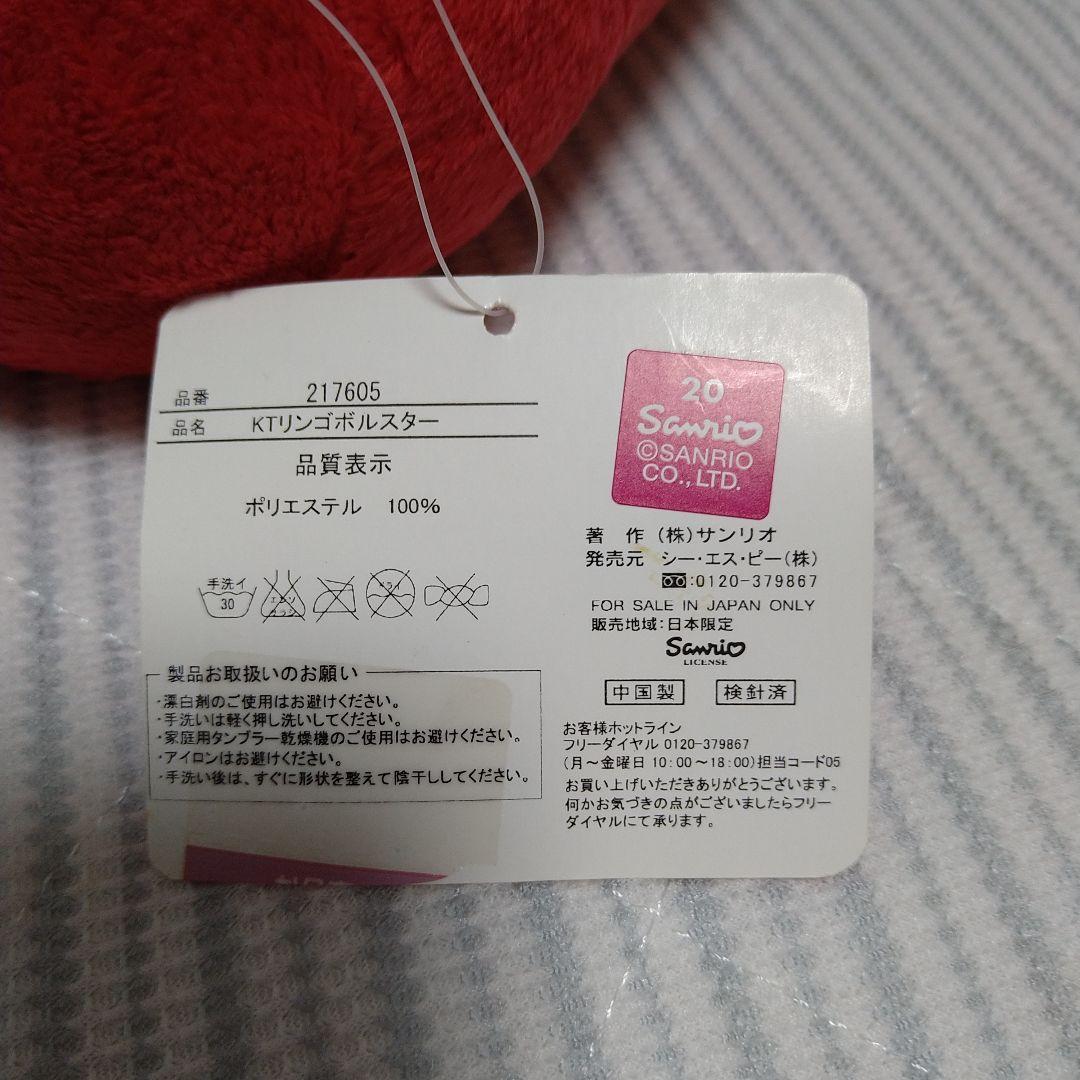 品番 217605
品名 KTリンゴボルスター
品質表示
ポリエステル 100%
手洗イ
30
エンソ
サラシ
ドライ
製品お取扱いのお願い
・漂白剤のご使用はお避けください。
・手洗いは軽く押し洗いしてください。
・家庭用タンブラー乾燥機のご使用はお避けください。
・アイロンはお避けください。
・手洗い後は、すぐに形状を整えて陰干ししてください。
20
Sanrio
©SANRIO
CO.,LTD.
著 作 (株)サンリオ
発売元 シー・エス・ピー(株)
:0120-379867
FOR SALE IN JAPAN ONLY
販売地域:日本限定
Sanrio
LICENSE
中国製 検針済
お客様ホットライン
フリーダイヤル 0120-379867
(月~金曜日 10:00~18:00)担当コード05
お買い上げいただきありがとうございます。
何かお気づきの点がございましたらフリー
ダイヤルにて承ります。